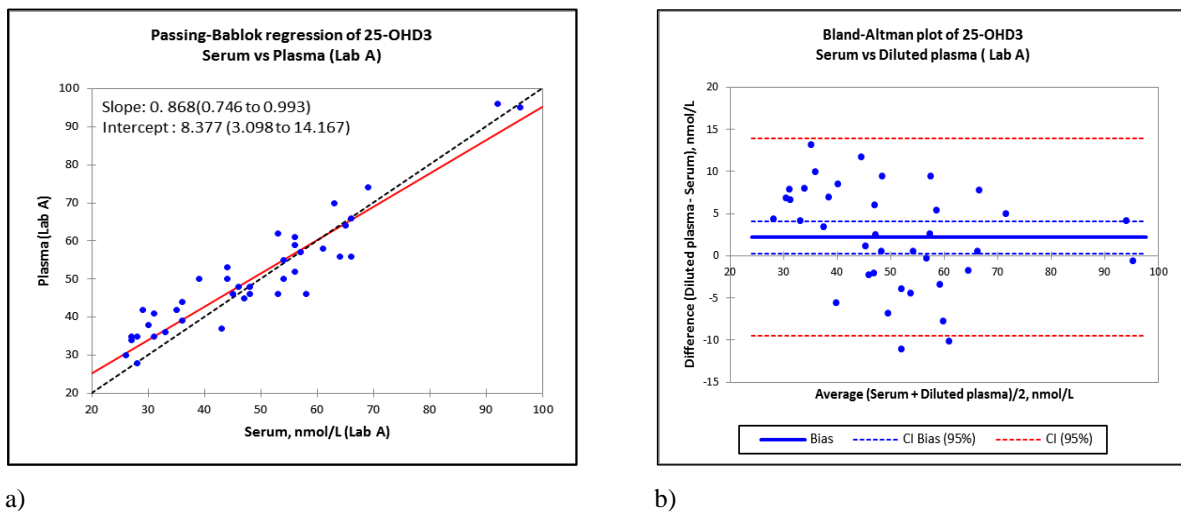 Passing-Bablok regression of 25-OHD3
Serum vs Plasma (Lab A)
Slope: 0. 868(0.746 to 0.993)
Intercept : 8.377 (3.098 to 14.167)
Plasma (Lab A)
100
90
80
70
60
50
40
30
20
20 30 40 50 60 70 80 90 100
Serum, nmol/L (Lab A)
Bland-Altman plot of 25-OHD3
Serum vs Diluted plasma ( Lab A)
Difference (Diluted plasma - Serum), nmol/L
20
15
10
5
0
-5
-10
-15
20 30 40 50 60 70 80 90 100
Average (Serum + Diluted plasma)/2, nmol/L
Bias CI Bias (95%) CI (95%)
a)
b)